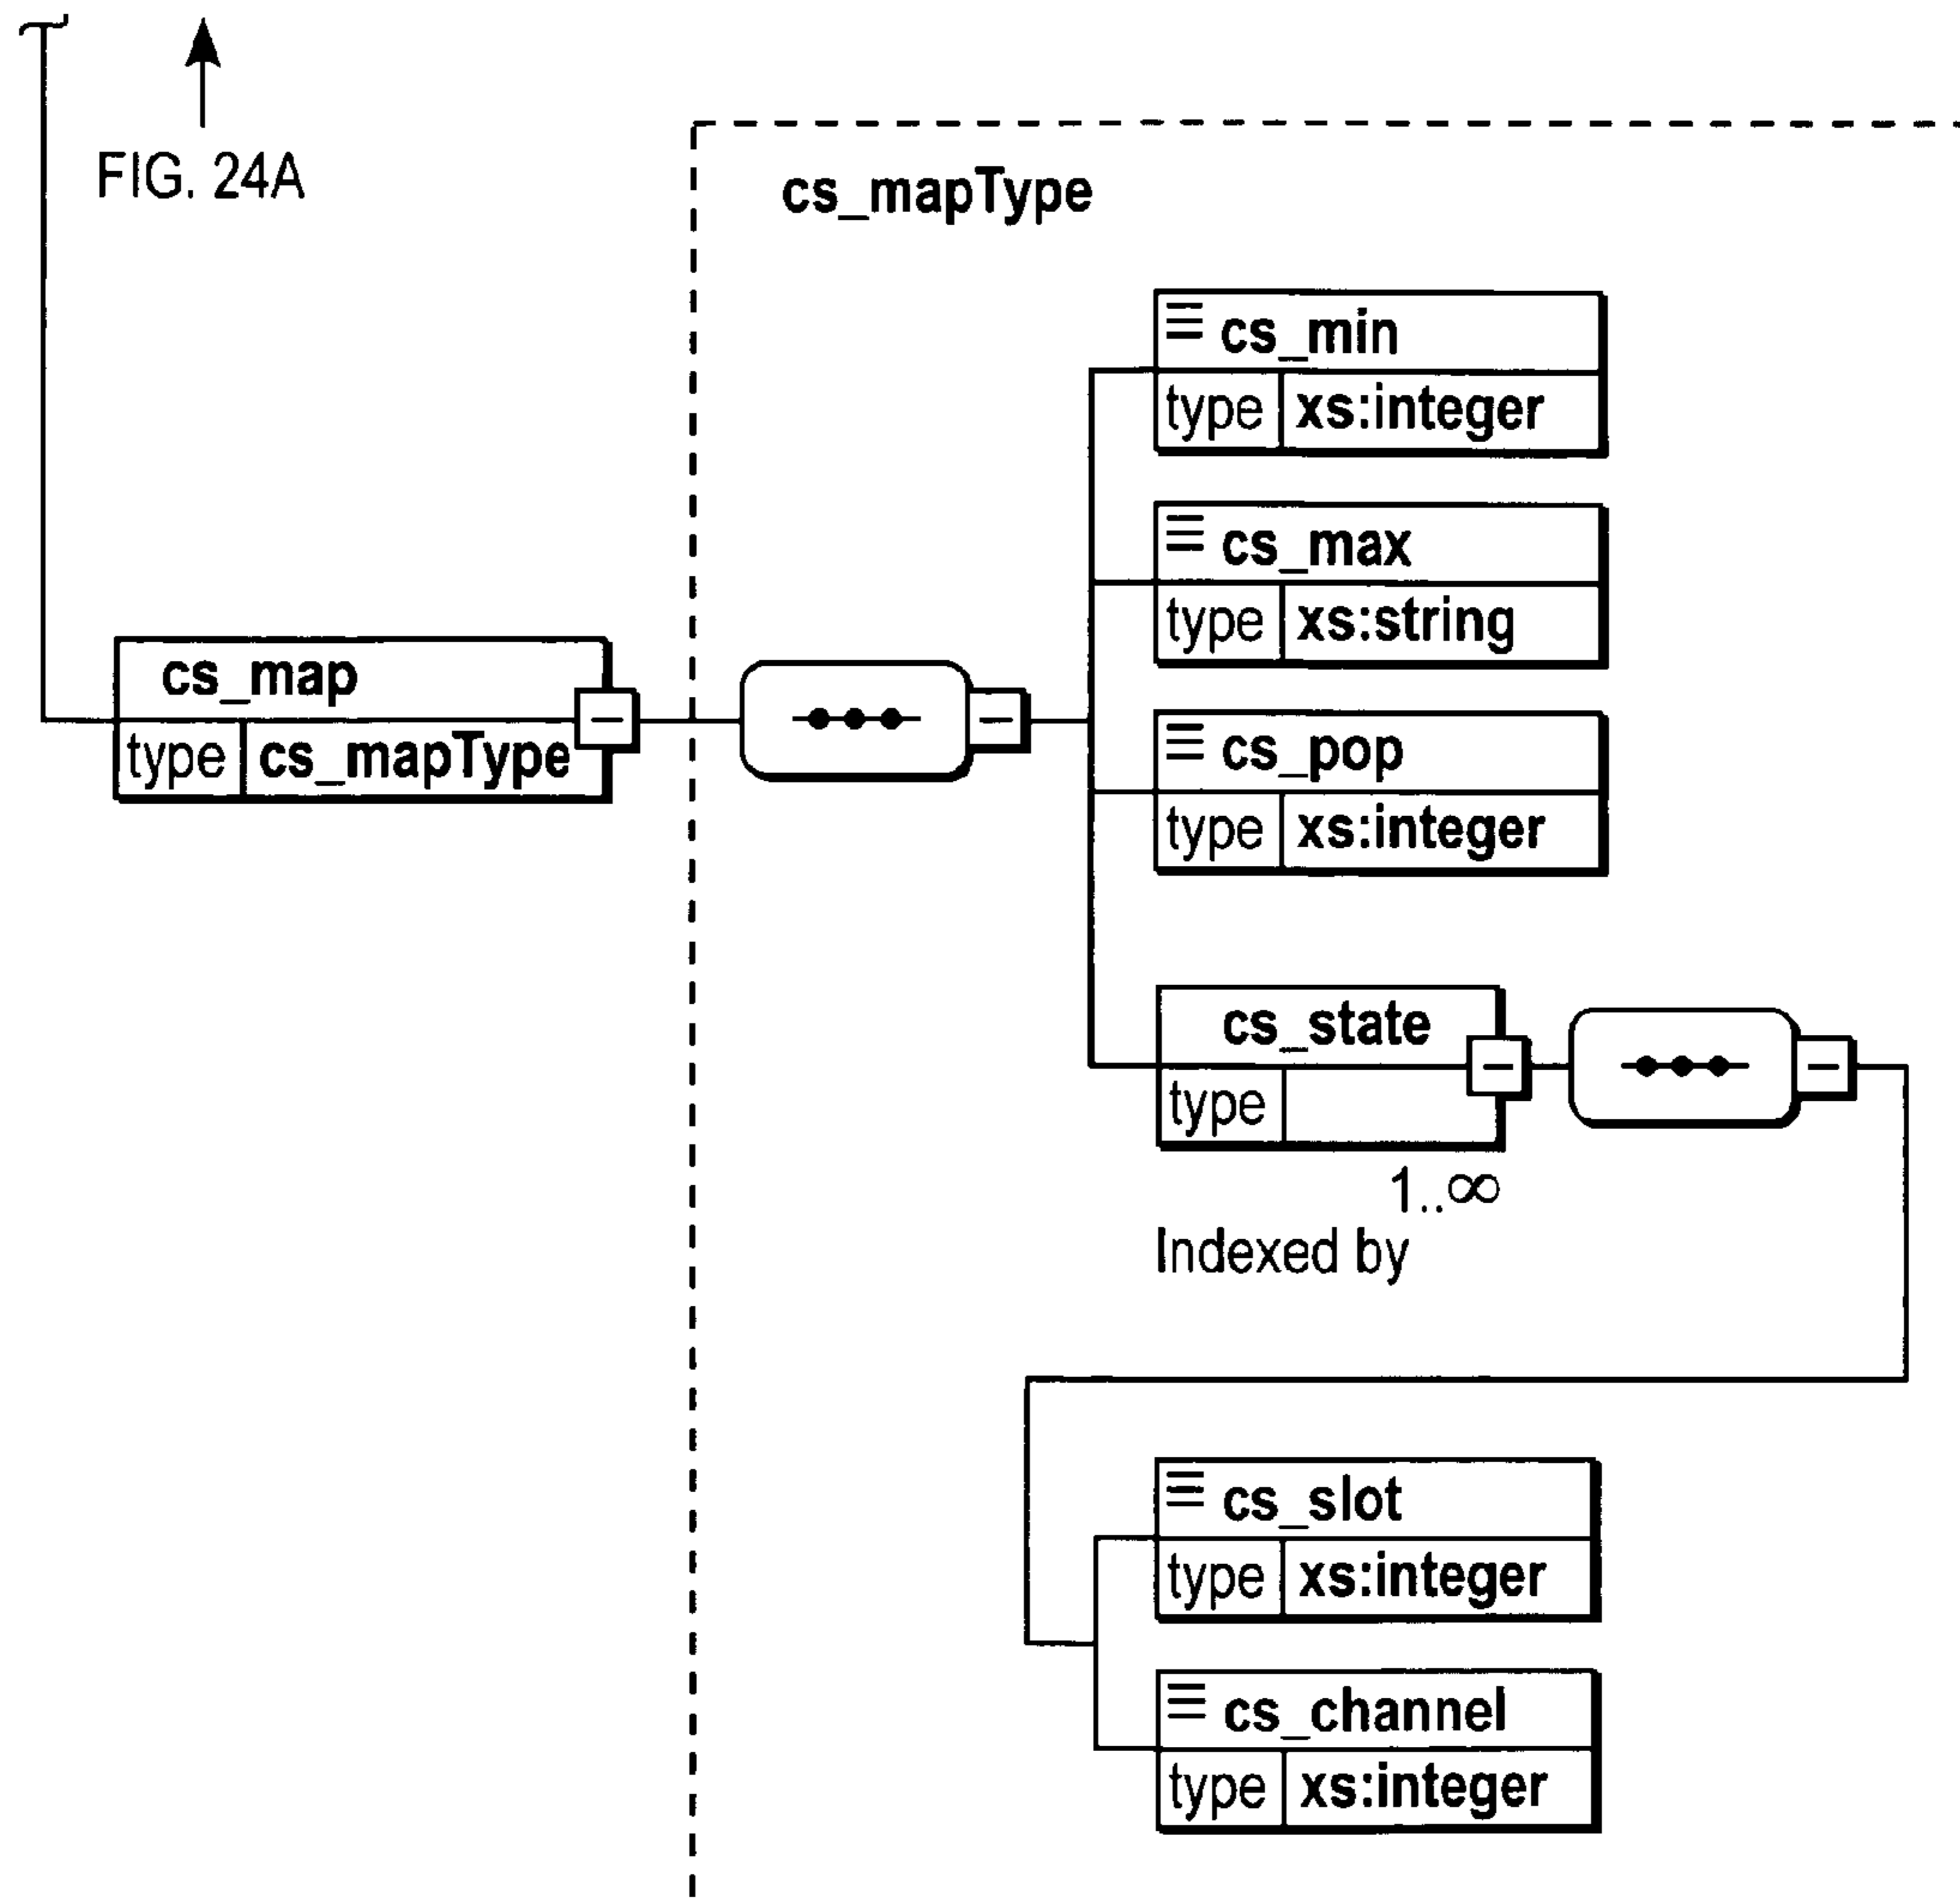 FIG. 24A
cs_mapType
cs_min
type xs:integer
cs_max
type xs:string
cs_map
type cs_mapType
cs_pop
type xs:integer
cs_state
type
1..∞
Indexed by
cs_slot
type xs:integer
cs_channel
type xs:integer